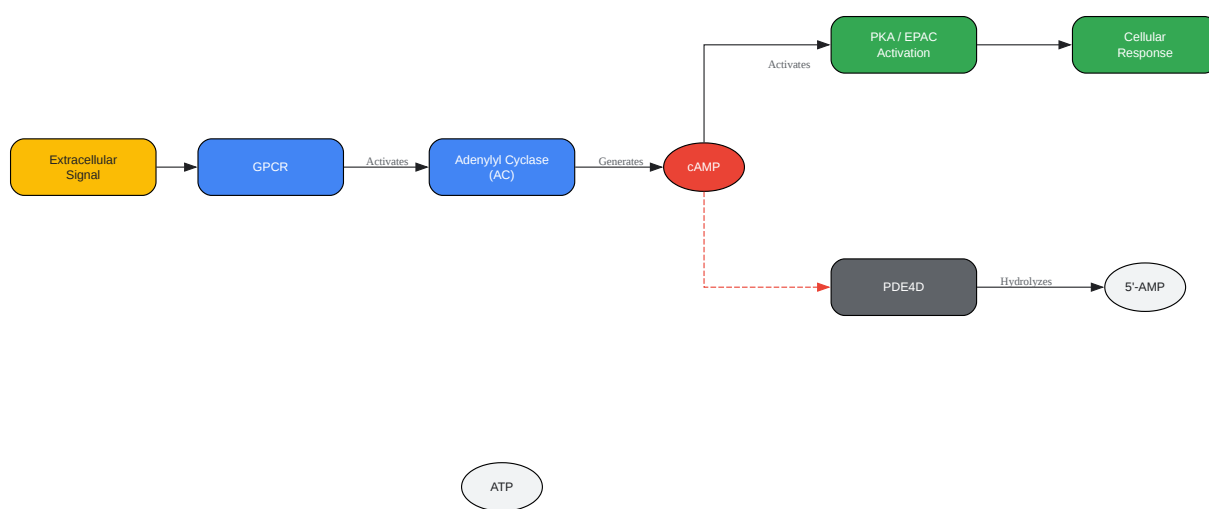 PKA / EPAC
Activation
Cellular
Response
Activates
Extracellular
Signal
GPCR
Activates
Adenylyl Cyclase
(AC)
Generates
cAMP
PDE4D
Hydrolyzes
5'-AMP
ATP